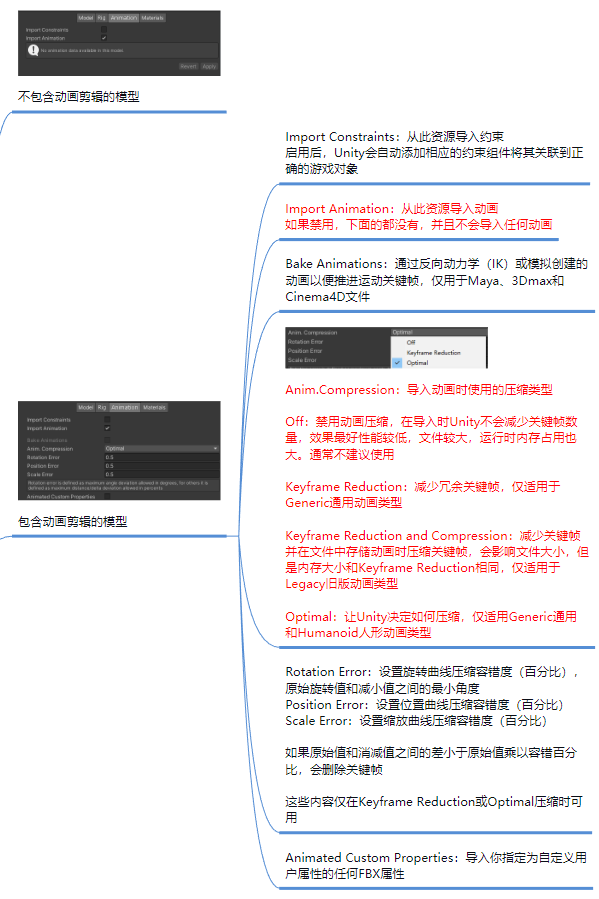 Model Rig Animation Materials
Import Constraints
Import Animation
No animation data available in this model.
Revert Apply
不包含动画剪辑的模型
Import Constraints：从此资源导入约束
启用后，Unity会自动添加相应的约束组件将其关联到正
确的游戏对象
Import Animation：从此资源导入动画
如果禁用，下面的都没有，并且不会导入任何动画
Bake Animations：通过反向动力学（IK）或模拟创建的
动画以便推进运动关键帧，仅用于Maya、3Dmax和
Cinema4D文件
Anim. Compression Optimal
Rotation Error Off
Position Error Keyframe Reduction
Scale Error Optimal
Anim.Compression：导入动画时使用的压缩类型
Off：禁用动画压缩，在导入时Unity不会减少关键帧数
量，效果最好性能较低，文件较大，运行时内存占用也
大。通常不建议使用
Keyframe Reduction：减少冗余关键帧，仅适用于
Generic通用动画类型
Keyframe Reduction and Compression：减少关键帧
并在文件中存储动画时压缩关键帧，会影响文件大小，但
是内存大小和Keyframe Reduction相同，仅适用于
Legacy旧版动画类型
Optimal：让Unity决定如何压缩，仅适用Generic通用
和Humanoid人形动画类型
Model Rig Animation Materials
Import Constraints
Import Animation
Bake Animations
Anim. Compression Optimal
Rotation Error 0.5
Position Error 0.5
Scale Error 0.5
Rotation error is defined as maximum angle deviation allowed in degrees, for others it is
defined as maximum distance/delta deviation allowed in percents
Animated Custom Properties
包含动画剪辑的模型
Rotation Error：设置旋转曲线压缩容错度（百分比），
原始旋转值和减小值之间的最小角度
Position Error：设置位置曲线压缩容错度（百分比）
Scale Error：设置缩放曲线压缩容错度（百分比）
如果原始值和消减值之间的差小于原始值乘以容错百分
比，会删除关键帧
这些内容仅在Keyframe Reduction或Optimal压缩时可
用
Animated Custom Properties：导入你指定为自定义用
户属性的任何FBX属性